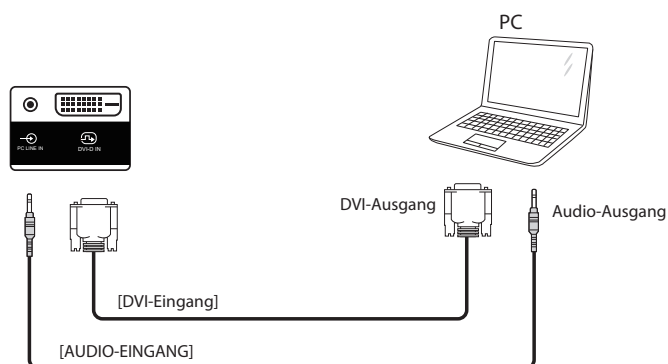 PC
PC LINE IN
DVI-D IN
DVI-Ausgang
Audio-Ausgang
[DVI-Eingang]
[AUDIO-EINGANG]